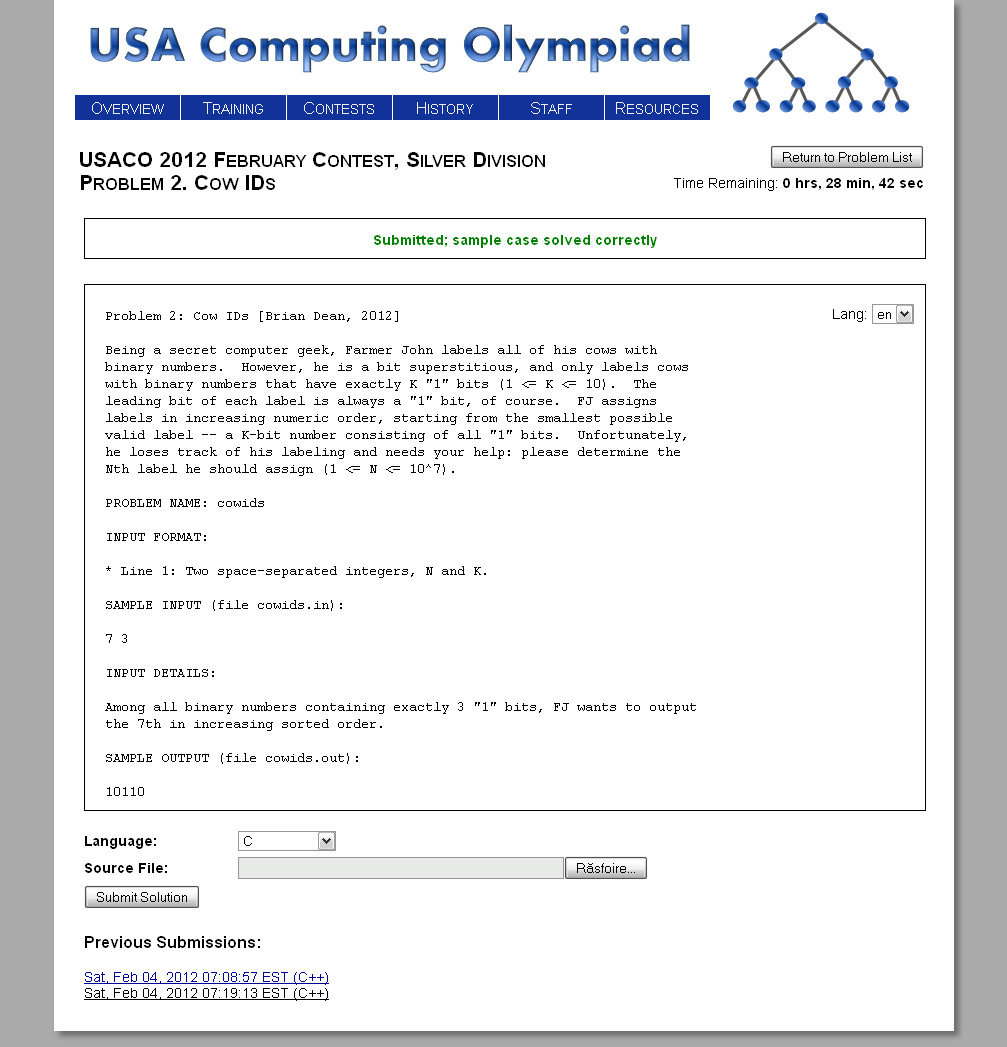 USA Computing Olympiad
OVERVIEW TRAINING CONTESTS HISTORY STAFF RESOURCES
USACO 2012 FEBRUARY CONTEST, SILVER DIVISION
PROBLEM 2. COW IDS
Return to Problem List
Time Remaining: 0 hrs, 28 min, 42 sec
Submitted; sample case solved correctly
Lang: en
Problem 2: Cow IDs [Brian Dean, 2012]
Being a secret computer geek, Farmer John labels all of his cows with
binary numbers.  However, he is a bit superstitious, and only labels cows
with binary numbers that have exactly K "1" bits (1 <= K <= 10).  The
leading bit of each label is always a "1" bit, of course.  FJ assigns
labels in increasing numeric order, starting from the smallest possible
valid label -- a K-bit number consisting of all "1" bits.  Unfortunately,
he loses track of his labeling and needs your help: please determine the
Nth label he should assign (1 <= N <= 10^7).
PROBLEM NAME: cowids
INPUT FORMAT:
* Line 1: Two space-separated integers, N and K.
SAMPLE INPUT (file cowids.in):
7 3
INPUT DETAILS:
Among all binary numbers containing exactly 3 "1" bits, FJ wants to output
the 7th in increasing sorted order.
SAMPLE OUTPUT (file cowids.out):
10110
Language: C
Source File: Răsfoire...
Submit Solution
Previous Submissions:
Sat, Feb 04, 2012 07:08:57 EST (C++)
Sat, Feb 04, 2012 07:19:13 EST (C++)